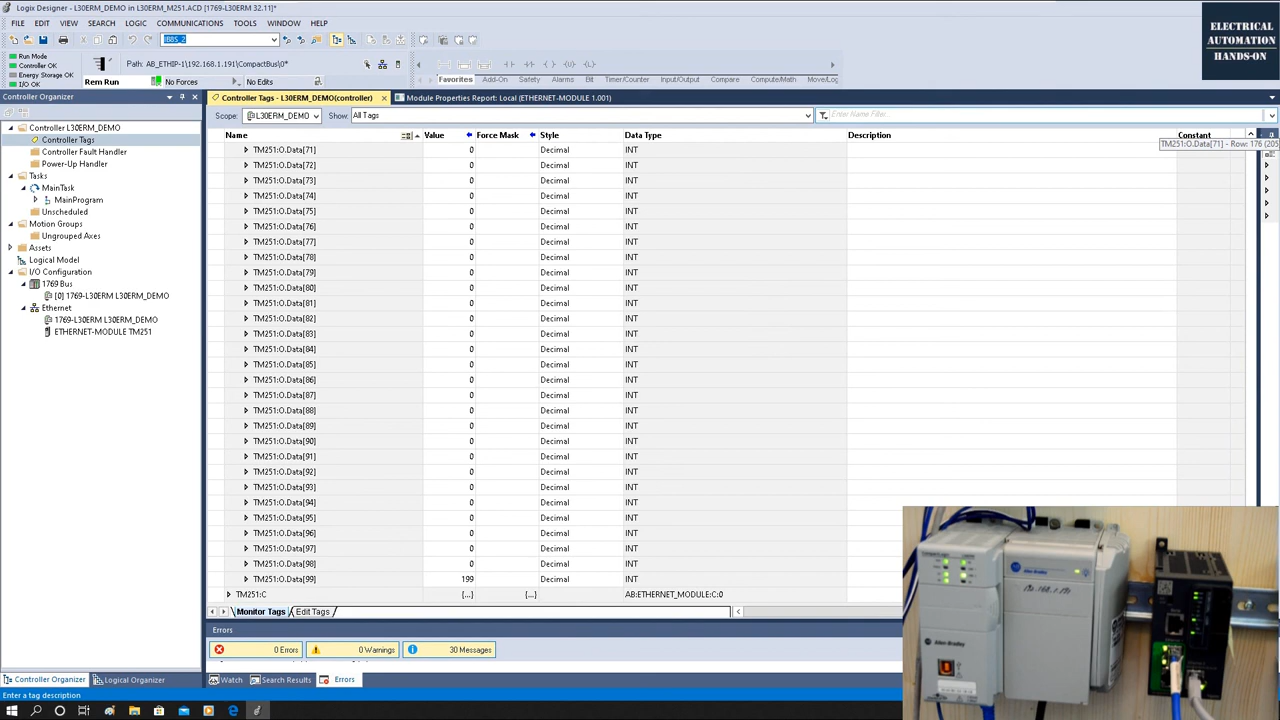 Logix Designer - L30ERM_DEMO in L30ERM_M251.ACD [1769-L30ERM 32.11]*
FILE EDIT VIEW SEARCH LOGIC COMMUNICATIONS TOOLS WINDOW HELP
ELECTRICAL
AUTOMATION
HANDS-ON
Run Mode
Controller OK
Energy Storage OK
I/O OK
Path: AB_ETHIP-1\192.168.1.191\CompactBus\0*
Rem Run No Forces No Edits
Favorites Add-On Safety Alarms Bit Timer/Counter Input/Output Compare Compute/Math Move/Log
Controller Organizer
Controller Tags - L30ERM_DEMO(controller) Module Properties Report: Local (ETHERNET-MODULE 1.001)
Scope: L30ERM_DEMO Show: All Tags Enter Name Filter...
Name Value Force Mask Style Data Type Description Constant
TM251:O.Data[71] - Row: 176 (205
Controller L30ERM_DEMO
Controller Tags
Controller Fault Handler
Power-Up Handler
Tasks
MainTask
MainProgram
Unscheduled
Motion Groups
Ungrouped Axes
Assets
Logical Model
I/O Configuration
1769 Bus
[0] 1769-L30ERM L30ERM_DEMO
Ethernet
1769-L30ERM L30ERM_DEMO
ETHERNET-MODULE TM251
TM251:O.Data[71] 0 Decimal INT
TM251:O.Data[72] 0 Decimal INT
TM251:O.Data[73] 0 Decimal INT
TM251:O.Data[74] 0 Decimal INT
TM251:O.Data[75] 0 Decimal INT
TM251:O.Data[76] 0 Decimal INT
TM251:O.Data[77] 0 Decimal INT
TM251:O.Data[78] 0 Decimal INT
TM251:O.Data[79] 0 Decimal INT
TM251:O.Data[80] 0 Decimal INT
TM251:O.Data[81] 0 Decimal INT
TM251:O.Data[82] 0 Decimal INT
TM251:O.Data[83] 0 Decimal INT
TM251:O.Data[84] 0 Decimal INT
TM251:O.Data[85] 0 Decimal INT
TM251:O.Data[86] 0 Decimal INT
TM251:O.Data[87] 0 Decimal INT
TM251:O.Data[88] 0 Decimal INT
TM251:O.Data[89] 0 Decimal INT
TM251:O.Data[90] 0 Decimal INT
TM251:O.Data[91] 0 Decimal INT
TM251:O.Data[92] 0 Decimal INT
TM251:O.Data[93] 0 Decimal INT
TM251:O.Data[94] 0 Decimal INT
TM251:O.Data[95] 0 Decimal INT
TM251:O.Data[96] 0 Decimal INT
TM251:O.Data[97] 0 Decimal INT
TM251:O.Data[98] 0 Decimal INT
TM251:O.Data[99] 199 Decimal INT
TM251:C [...] [...] AB:ETHERNET_MODULE:C:0
Monitor Tags Edit Tags
Errors
0 Errors 0 Warnings 30 Messages
Controller Organizer Logical Organizer Watch Search Results Errors
Enter a tag description
Allen-Bradley
Allen-Bradley